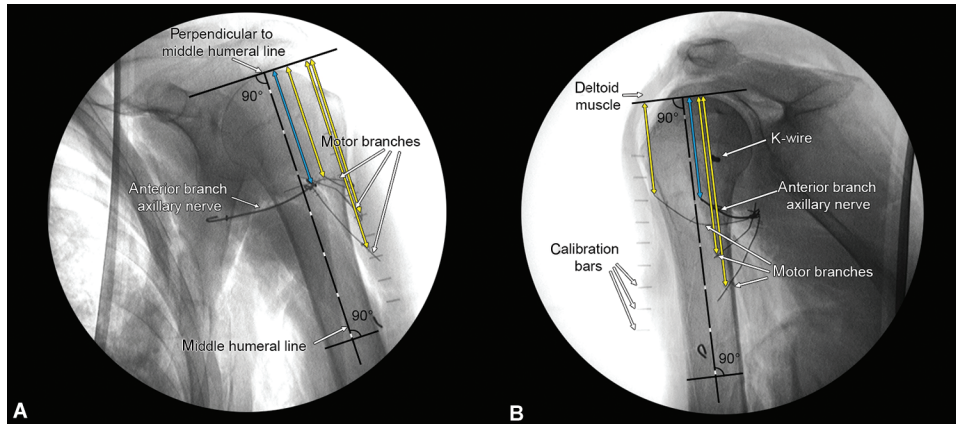 Perpendicular to
middle humeral line
90°
Motor branches
Anterior branch
axillary nerve
90°
Middle humeral line
A
Deltoid
muscle
90°
K-wire
Anterior branch
axillary nerve
Calibration
bars
Motor branches
90°
B